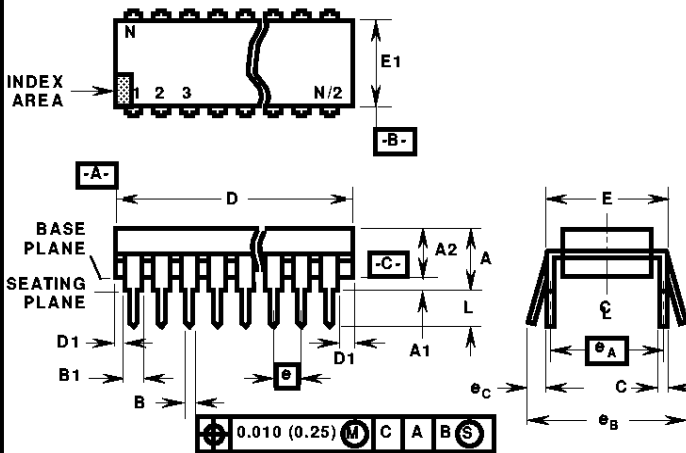 N
E1
INDEX
AREA
1 2 3 N/2
-B-
-A-
D
E
BASE
PLANE
A2
A
-C-
SEATING
PLANE
L
D1
A1
D1
B1
e
eA
B
eC
C
eB
0.010 (0.25) M C A B S